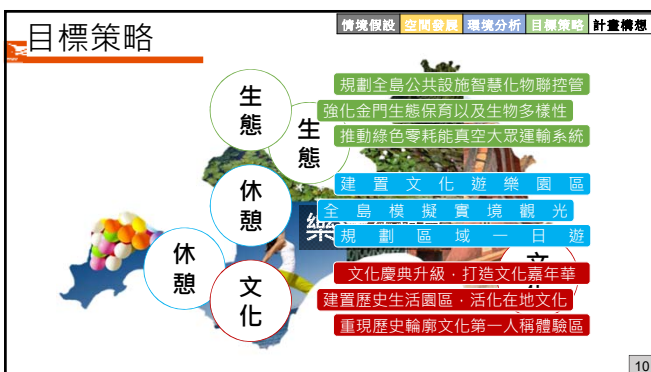 目標策略
情境假設 空間發展 環境分析 目標策略 計畫構想
生態
生態
規劃全島公共設施智慧化物聯控管
強化金門生態保育以及生物多樣性
推動綠色零耗能真空大眾運輸系統
休憩
休憩
樂
建置文化遊樂園區
全島模擬實境觀光
規劃區域一日遊
文化
文
文化慶典升級．打造文化嘉年華
建置歷史生活園區．活化在地文化
重現歷史輪廓文化第一人稱體驗區
10